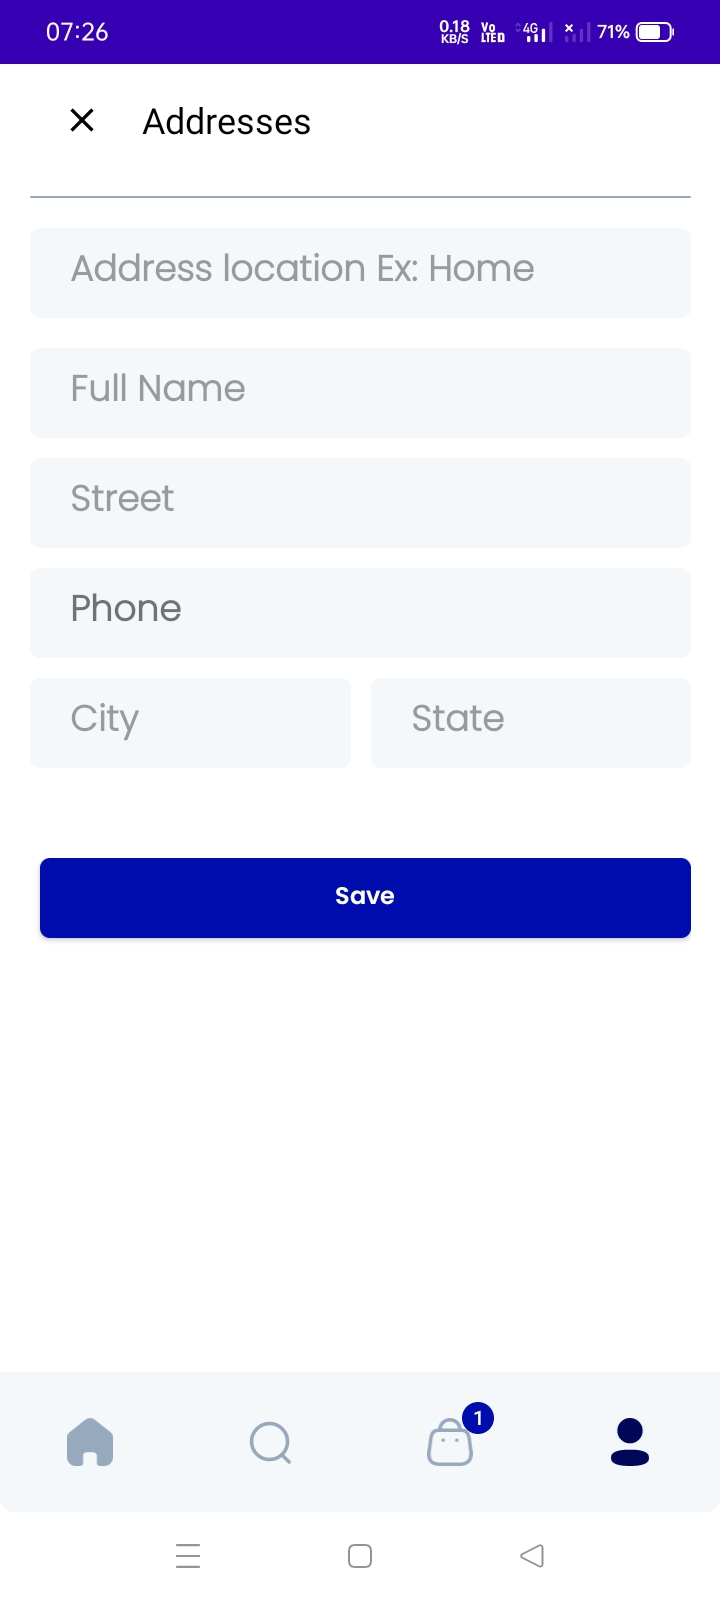 07:26 0.18 KB/S Vo LTE D 4G 71%
Addresses
Address location Ex: Home
Full Name
Street
Phone
City State
Save
1